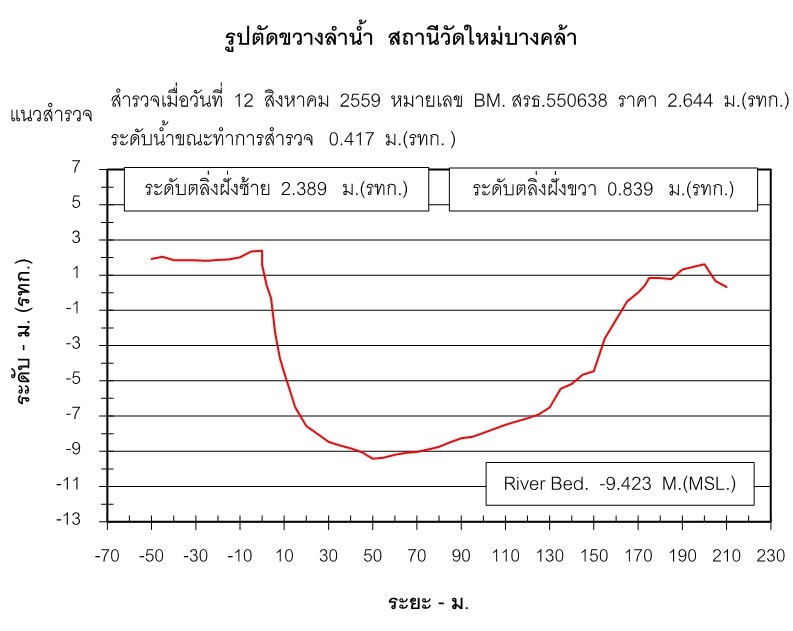 รูปตัดขวางลำน้ำ สถานีวัดใหม่บางคล้า
แนวสำรวจ
สำรวจเมื่อวันที่ 12 สิงหาคม 2559 หมายเลข BM. สรธ.550638 ราคา 2.644 ม.(รทก.)
ระดับน้ำขณะทำการสำรวจ 0.417 ม.(รทก. )
ระดับตลิ่งฝั่งซ้าย 2.389 ม.(รทก.)
ระดับตลิ่งฝั่งขวา 0.839 ม.(รทก.)
ระดับ - ม. (รทก.)
7
5
3
1
-1
-3
-5
-7
-9
-11
-13
River Bed. -9.423 M.(MSL.)
-70 -50 -30 -10 10 30 50 70 90 110 130 150 170 190 210 230
ระยะ - ม.